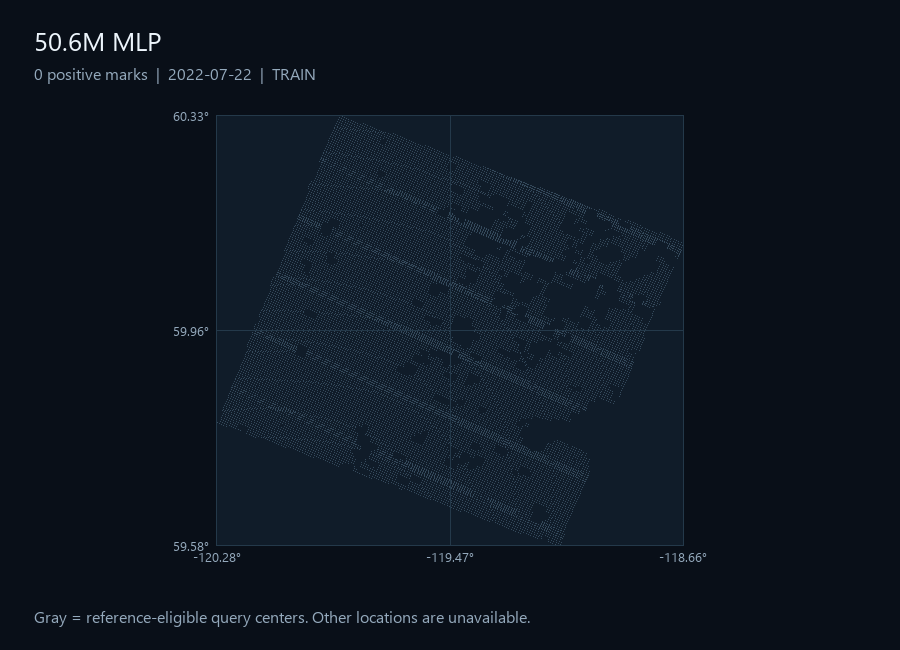 50.6M MLP
0 positive marks | 2022-07-22 | TRAIN
60.33°
59.96°
59.58°
-120.28°
-119.47°
-118.66°
Gray = reference-eligible query centers. Other locations are unavailable.